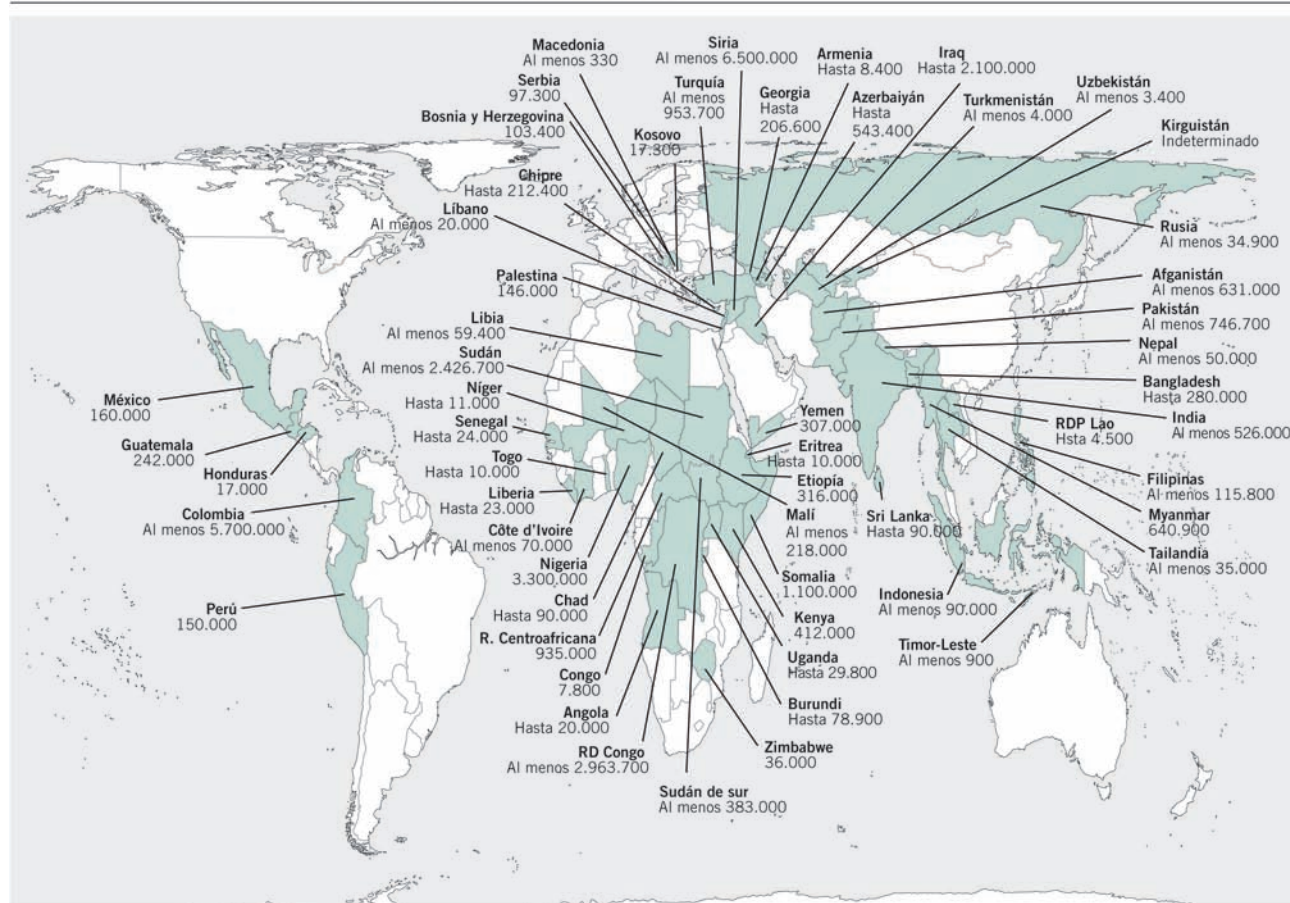 Macedonia
Al menos 330
Serbia
97.300
Bosnia y Herzegovina
103.400
Kosovo
17.300
Siria
Al menos 6.500.000
Turquía
Al menos
953.700
Georgia
Hasta
206.600
Armenia
Hasta 8.400
Azerbaiyán
Hasta
543.400
Iraq
Hasta 2.100.000
Turkmenistán
Al menos 4.000
Uzbekistán
Al menos 3.400
Kirguistán
Indeterminado
Chipre
Hasta 212.400
Líbano
Al menos 20.000
Palestina
146.000
Libia
Al menos 59.400
Sudán
Al menos 2.426.700
Níger
Hasta 11.000
Senegal
Hasta 24.000
Togo
Hasta 10.000
Liberia
Hasta 23.000
Côte d'Ivoire
Al menos 70.000
Nigeria
3.300.000
Chad
Hasta 90.000
R. Centroafricana
935.000
Congo
7.800
Angola
Hasta 20.000
RD Congo
Al menos 2.963.700
Sudán de sur
Al menos 383.000
México
160.000
Guatemala
242.000
Honduras
17.000
Colombia
Al menos 5.700.000
Perú
150.000
Yemen
307.000
Eritrea
Hasta 10.000
Etiopía
316.000
Malí
Al menos
218.000
Somalia
1.100.000
Kenya
412.000
Uganda
Hasta 29.800
Burundi
Hasta 78.900
Zimbabwe
36.000
Rusia
Al menos 34.900
Afganistán
Al menos 631.000
Pakistán
Al menos 746.700
Nepal
Al menos 50.000
Bangladesh
Hasta 280.000
India
Al menos 526.000
RDP Lao
Hsta 4.500
Filipinas
Al menos 115.800
Myanmar
640.900
Tailandia
Al menos 35.000
Sri Lanka
Hasta 90.000
Indonesia
Al menos 90.000
Timor-Leste
Al menos 900